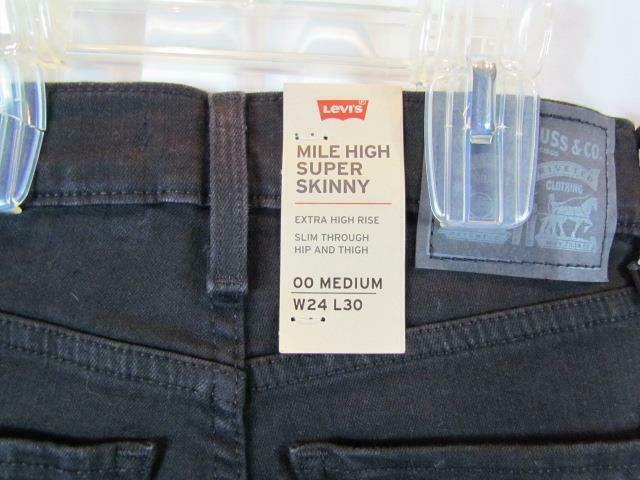 Levi's®
MILE HIGH
SUPER
SKINNY
EXTRA HIGH RISE
SLIM THROUGH
HIP AND THIGH
00 MEDIUM
W24 L30
USS & CO.
CLOTHING